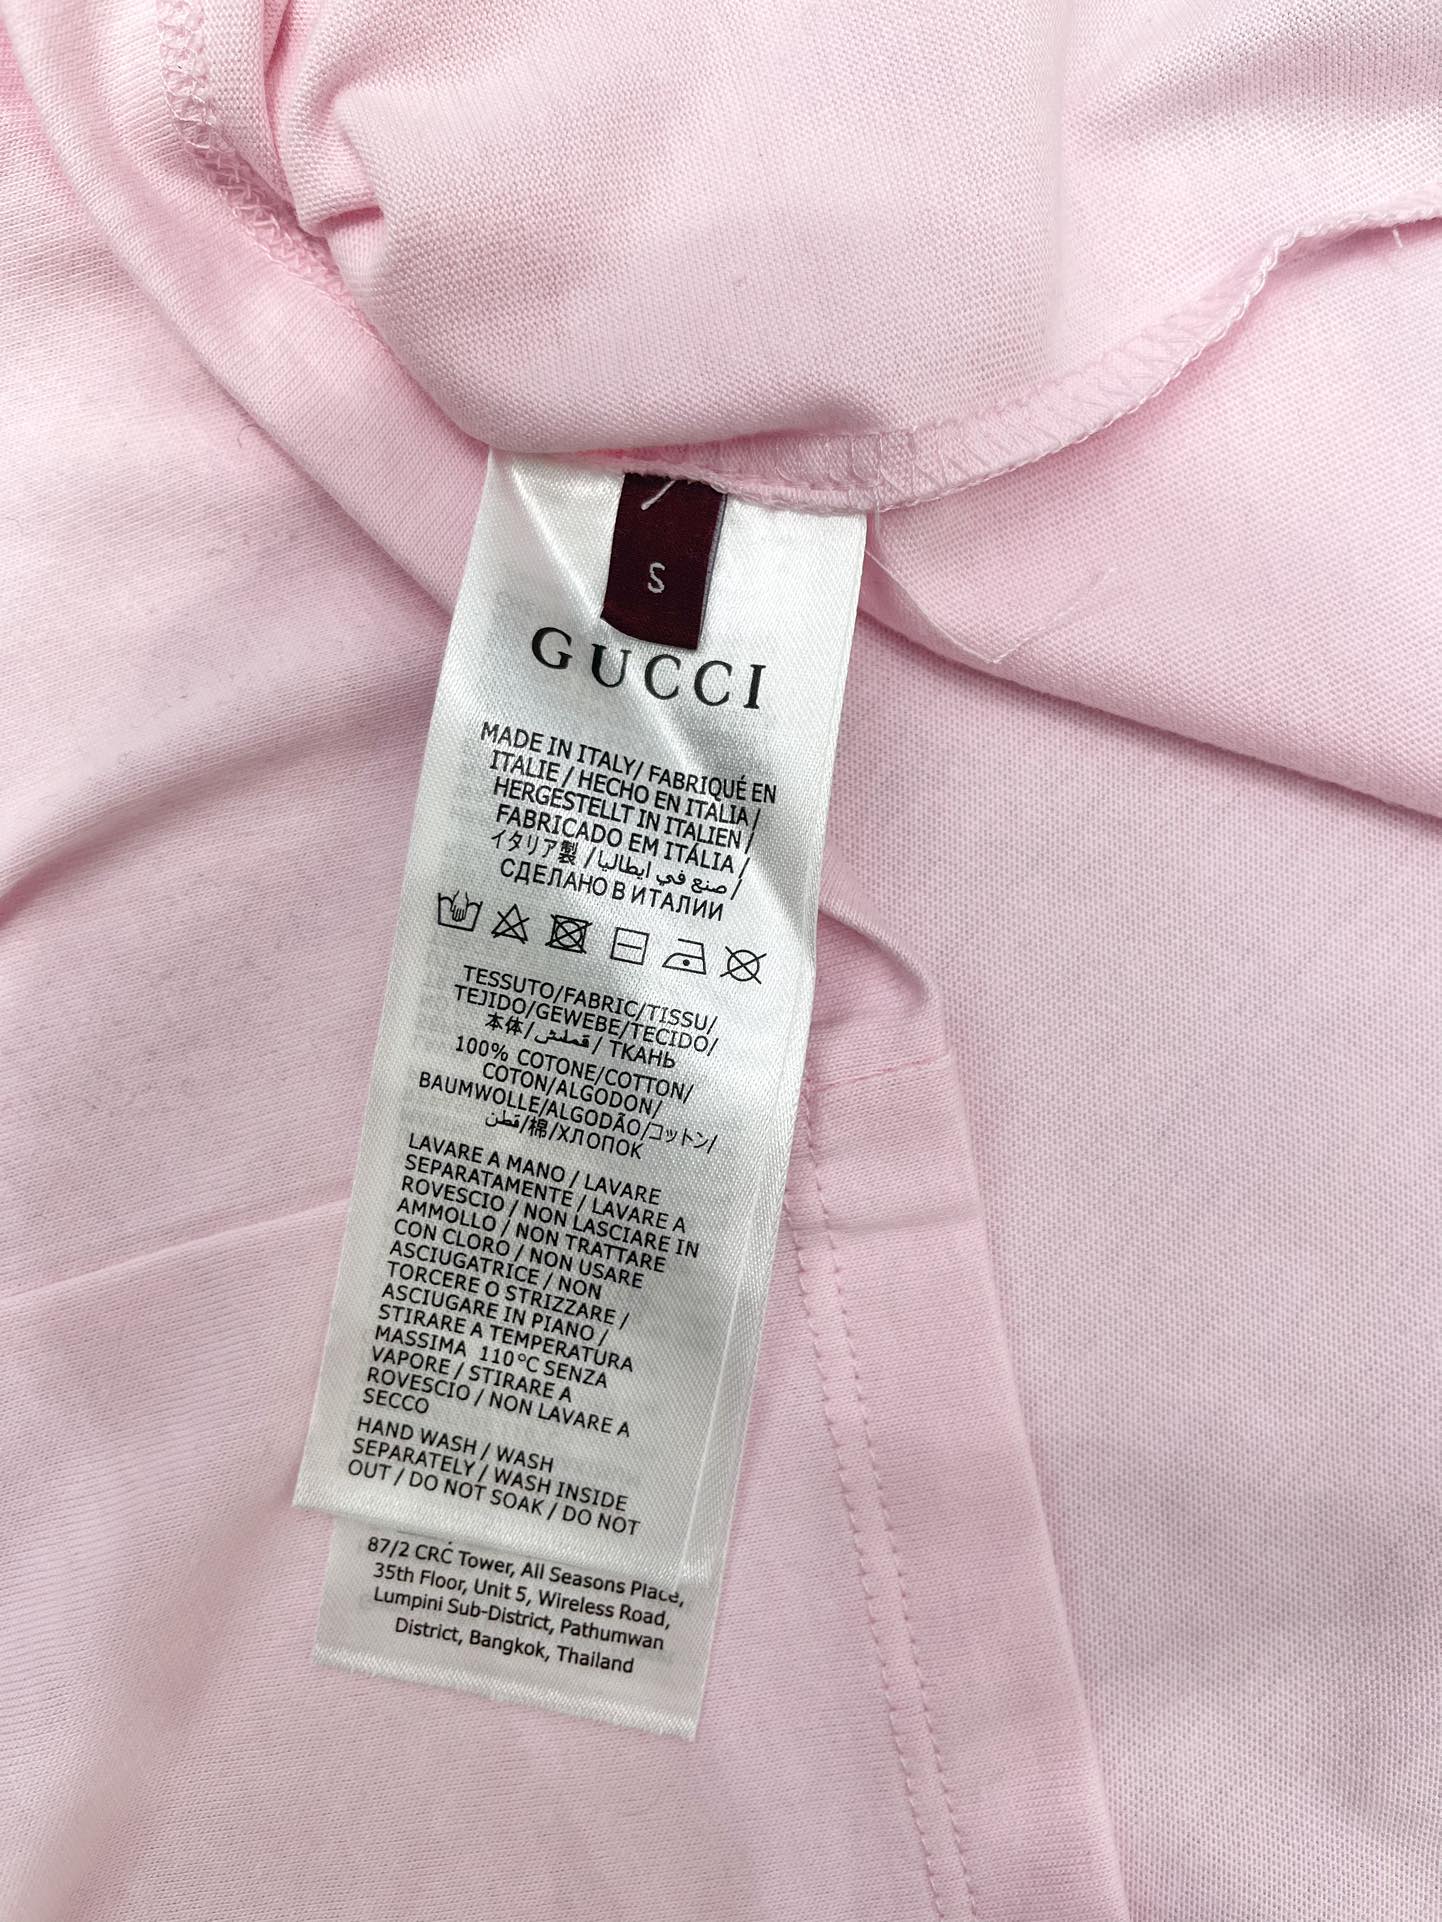 S
GUCCI
MADE IN ITALY/ FABRIQUÉ EN
ITALIE / HECHO EN ITALIA /
HERGESTELLT IN ITALIEN /
FABRICADO EM ITÁLIA /
イタリア製 / صنع في ايطاليا /
СДЕЛАНО В ИТАЛИИ
TESSUTO/FABRIC/TISSU/
TEJIDO/GEWEBE/TECIDO/
本体/قملش/ ТКАНЬ
100% COTONE/COTTON/
COTON/ALGODON/
BAUMWOLLE/ALGODÃO/コットン/
قطن/棉/ХЛОПОК
LAVARE A MANO / LAVARE
SEPARATAMENTE / LAVARE A
ROVESCIO / NON LASCIARE IN
AMMOLLO / NON TRATTARE
CON CLORO / NON USARE
ASCIUGATRICE / NON
TORCERE O STRIZZARE /
ASCIUGARE IN PIANO /
STIRARE A TEMPERATURA
MASSIMA 110°C SENZA
VAPORE / STIRARE A
ROVESCIO / NON LAVARE A
SECCO
HAND WASH / WASH
SEPARATELY / WASH INSIDE
OUT / DO NOT SOAK / DO NOT
87/2 CRC Tower, All Seasons Place,
35th Floor, Unit 5, Wireless Road,
Lumpini Sub-District, Pathumwan
District, Bangkok, Thailand